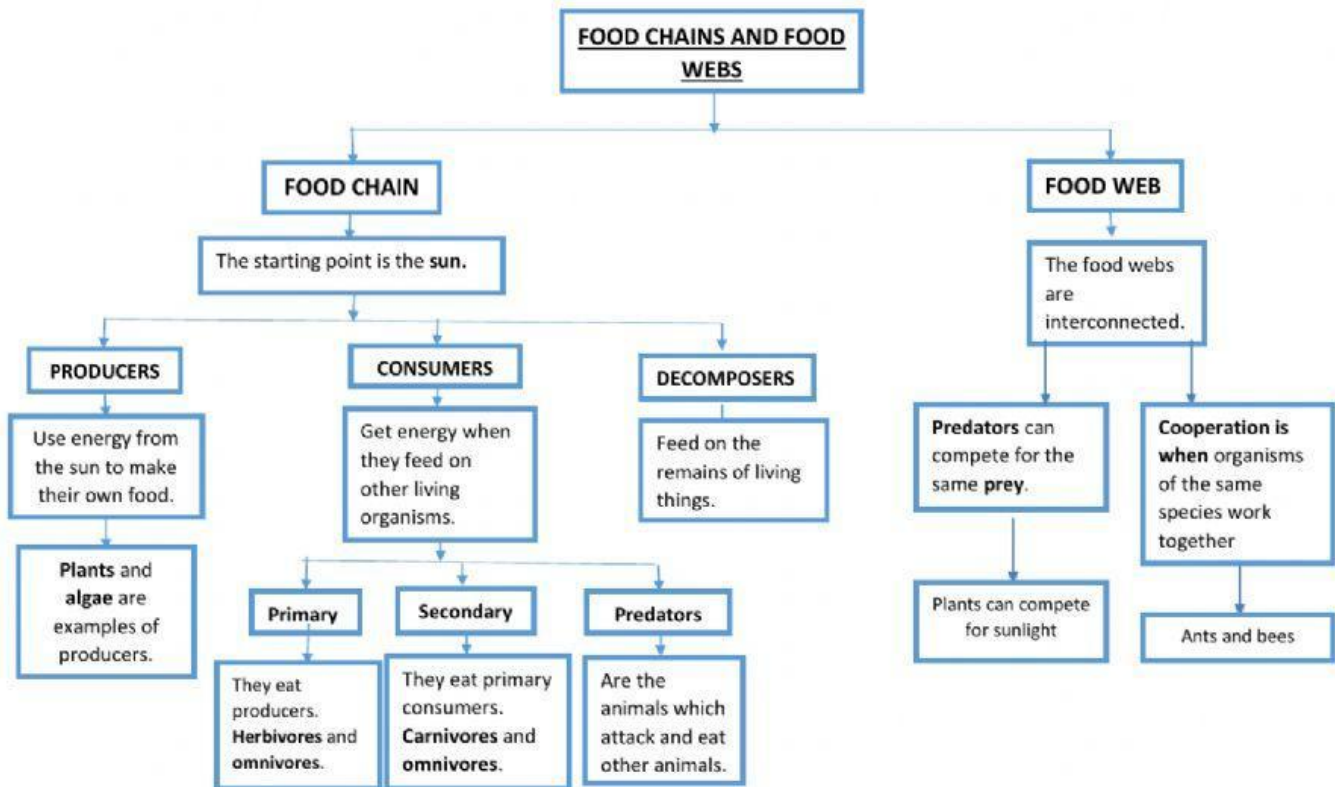 FOOD CHAINS AND FOOD
WEBS
FOOD CHAIN
FOOD WEB
The starting point is the sun.
The food webs
are
interconnected.
PRODUCERS
CONSUMERS
DECOMPOSERS
Use energy from
the sun to make
their own food.
Get energy when
they feed on
other living
organisms.
Feed on the
remains of living
things.
Predators can
compete for the
same prey.
Cooperation is
when organisms
of the same
species work
together
Plants and
algae are
examples of
producers.
Primary
Secondary
Predators
Plants can compete
for sunlight
Ants and bees
They eat
producers.
Herbivores and
omnivores.
They eat primary
consumers.
Carnivores and
omnivores.
Are the
animals which
attack and eat
other animals.